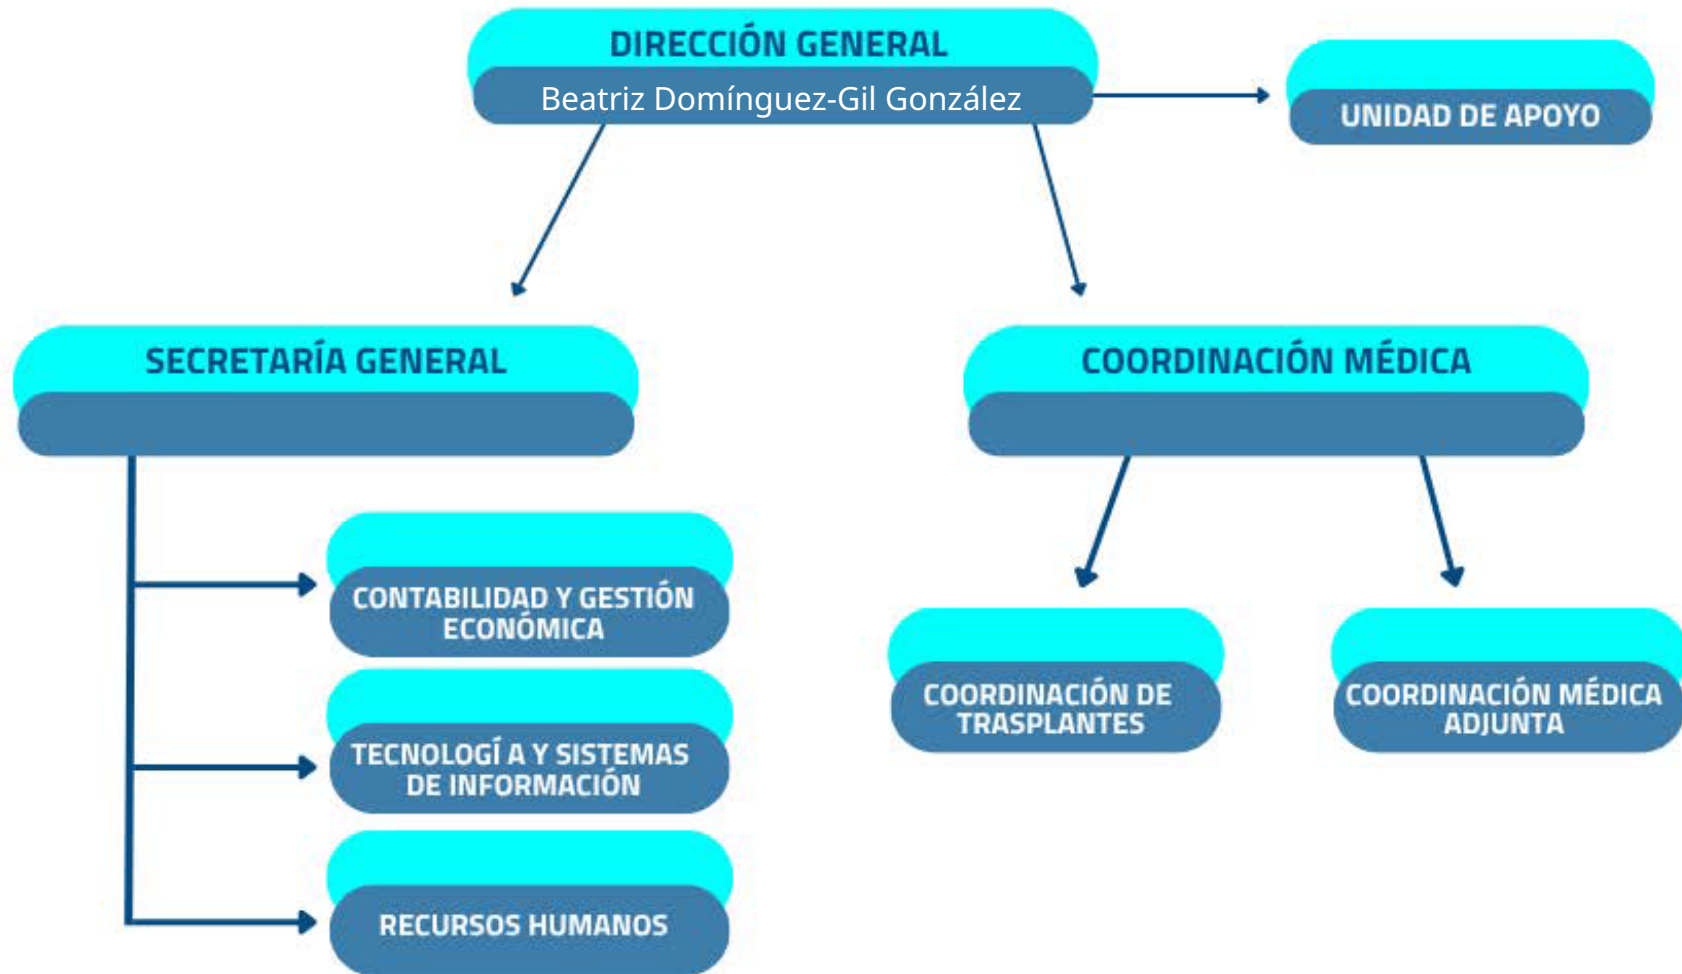 DIRECCIÓN GENERAL
Beatriz Domínguez-Gil González
UNIDAD DE APOYO
SECRETARÍA GENERAL
COORDINACIÓN MÉDICA
CONTABILIDAD Y GESTIÓN
ECONÓMICA
TECNOLOGÍ A Y SISTEMAS
DE INFORMACIÓN
RECURSOS HUMANOS
COORDINACIÓN DE
TRASPLANTES
COORDINACIÓN MÉDICA
ADJUNTA